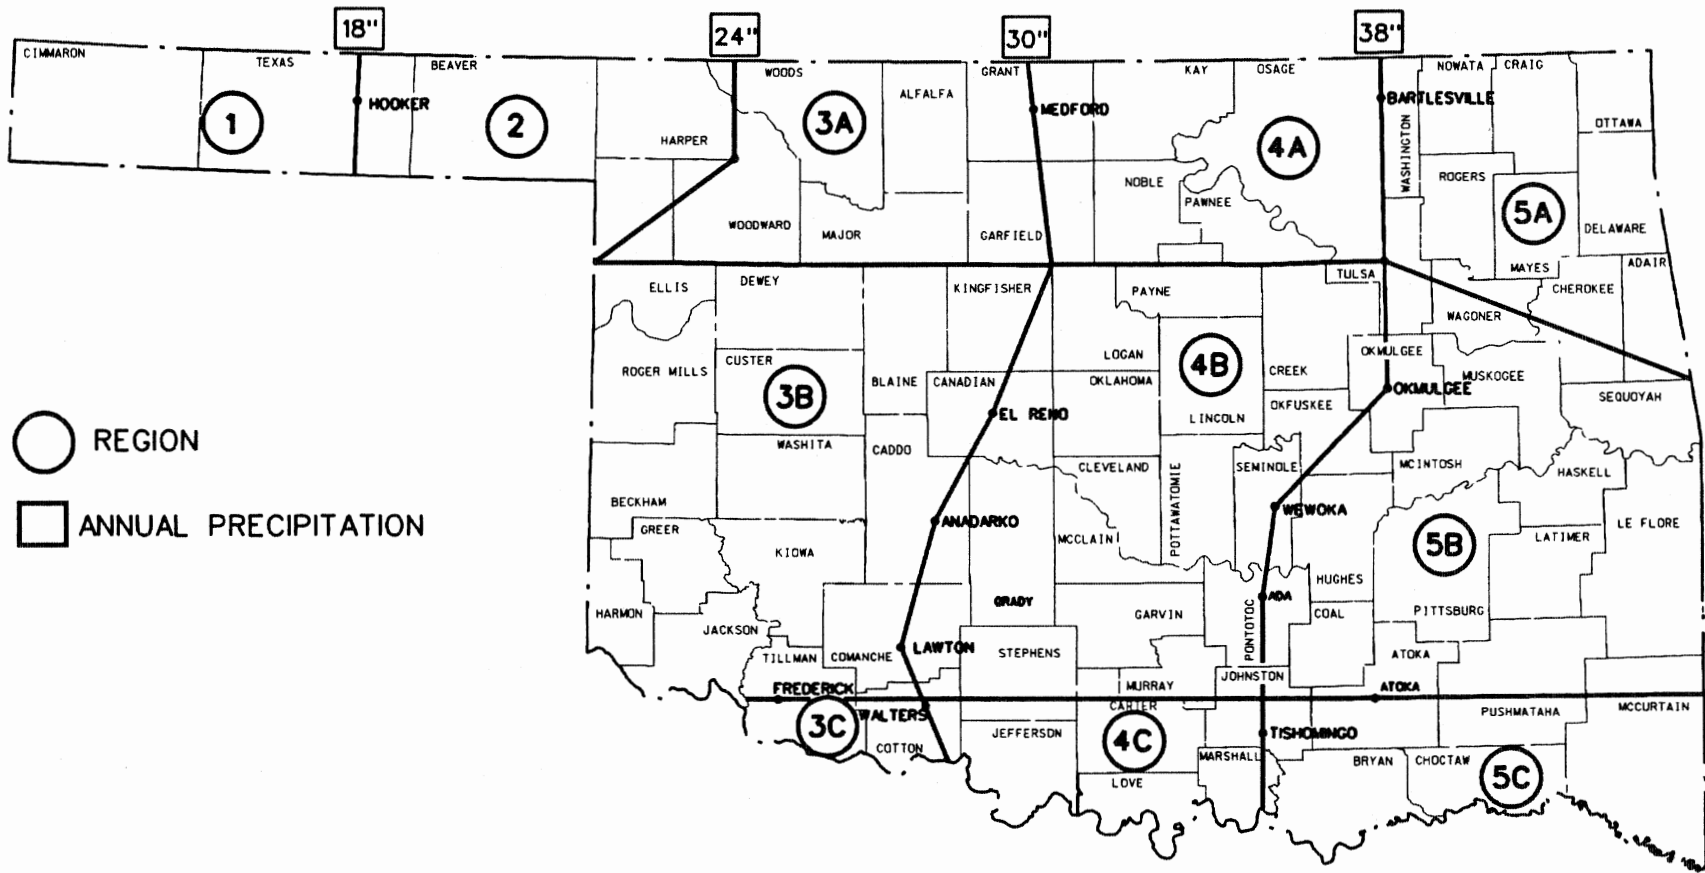 18"
24"
30"
38"
CIMMARON
TEXAS
BEAVER
WOODS
GRANT
KAY
OSAGE
NOWATA
CRAIG
HOOKER
ALFALFA
MEDFORD
BARTLESVILLE
1
2
3A
4A
OTTAWA
HARPER
WASHINGTON
NOBLE
ROGERS
PAWNEE
5A
WOODWARD
MAJOR
GARFIELD
DELAWARE
MAYES
ADAIR
TULSA
ELLIS
DEWEY
KINGFISHER
PAYNE
CHEROKEE
WAGONER
ROGER MILLS
CUSTER
LOGAN
4B
OKMULGEE
BLAINE
CANADIAN
OKLAHOMA
CREEK
MUSKOGEE
3B
OKMULGEE
SEQUOYAH
EL RENO
LINCOLN
OKFUSKEE
REGION
WASHITA
CADDO
CLEVELAND
POTTAWATOMIE
SEMINOLE
MCINTOSH
HASKELL
BECKHAM
WEWOKA
ANNUAL PRECIPITATION
GREER
ANADARKO
LE FLORE
KIOWA
MCCLAIN
5B
LATIMER
HUGHES
HARMON
GRADY
GARVIN
ADA
COAL
PITTSBURG
JACKSON
PONTOTOC
TILLMAN
COMANCHE
LAWTON
STEPHENS
ATOKA
JOHNSTON
FREDERICK
MURRAY
ATOKA
WALTERS
CARTER
PUSHMATAHA
MCCURTAIN
3C
COTTON
JEFFERSON
4C
TISHOMINGO
MARSHALL
BRYAN
CHOCTAW
LOVE
5C